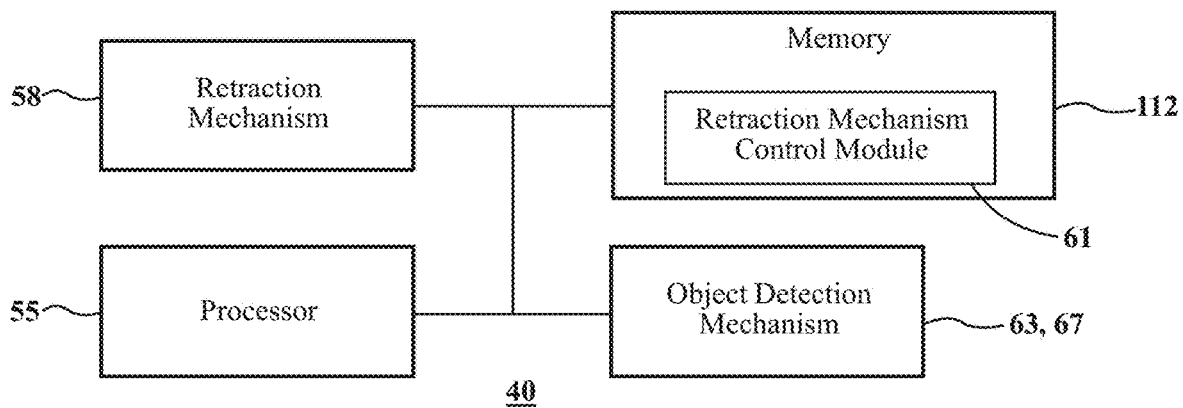 Memory
58
Retraction
Mechanism
Retraction Mechanism
Control Module
112
61
55
Processor
Object Detection
Mechanism
63, 67
40